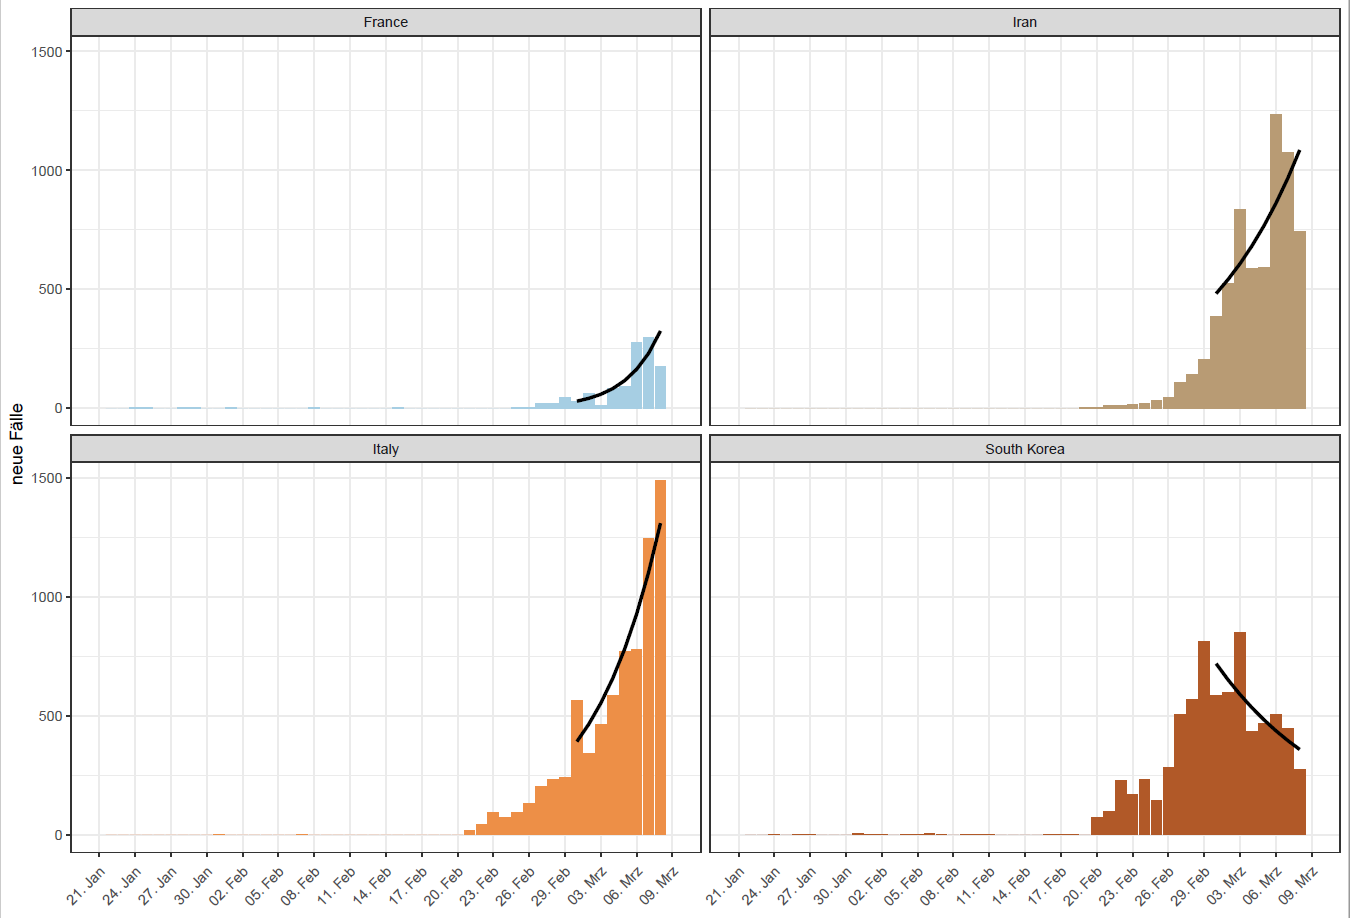 France
Iran
1500
1000
500
0
Italy
South Korea
neue Fälle
1500
1000
500
0
21. Jan
24. Jan
27. Jan
30. Jan
02. Feb
05. Feb
08. Feb
11. Feb
14. Feb
17. Feb
20. Feb
23. Feb
26. Feb
29. Feb
03. Mrz
06. Mrz
09. Mrz
21. Jan
24. Jan
27. Jan
30. Jan
02. Feb
05. Feb
08. Feb
11. Feb
14. Feb
17. Feb
20. Feb
23. Feb
26. Feb
29. Feb
03. Mrz
06. Mrz
09. Mrz